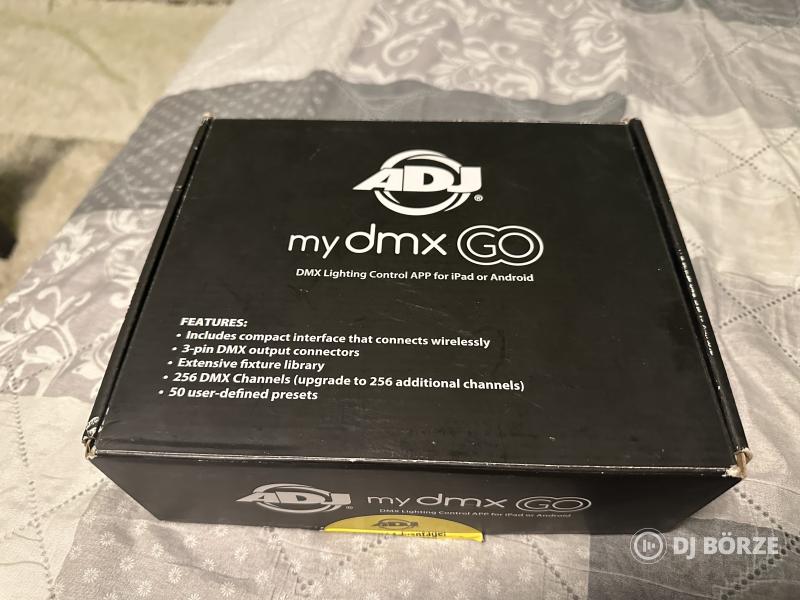 ADJ®
my dmx GO
DMX Lighting Control APP for iPad or Android
FEATURES:
• Includes compact interface that connects wirelessly
• 3-pin DMX output connectors
• Extensive fixture library
• 256 DMX Channels (upgrade to 256 additional channels)
• 50 user-defined presets
ADJ®
my dmx GO
DMX Lighting Control APP for iPad or Android
ADJ
DJ BÖRZE